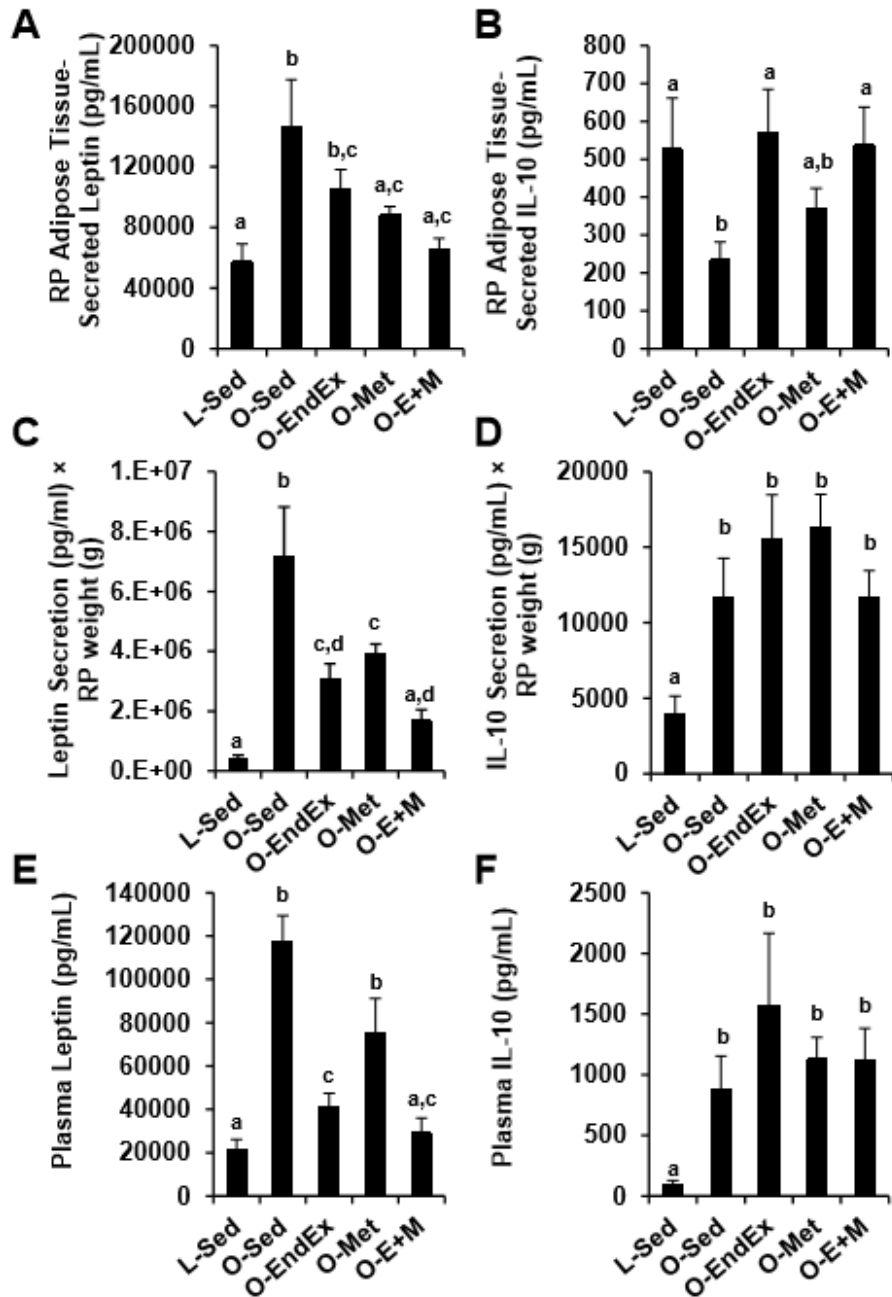 A
RP Adipose Tissue-
Secreted Leptin (pg/mL)
200000
160000
120000
80000
40000
0
a
b
b,c
a,c
a,c
L-Sed
O-Sed
O-EndEx
O-Met
O-E+M
B
RP Adipose Tissue-
Secreted IL-10 (pg/mL)
800
700
600
500
400
300
200
100
0
a
b
a
a,b
a
L-Sed
O-Sed
O-EndEx
O-Met
O-E+M
C
Leptin Secretion (pg/ml) ×
RP weight (g)
1.E+07
8.E+06
6.E+06
4.E+06
2.E+06
0.E+00
a
b
c,d
c
a,d
L-Sed
O-Sed
O-EndEx
O-Met
O-E+M
D
IL-10 Secretion (pg/mL) ×
RP weight (g)
20000
15000
10000
5000
0
a
b
b
b
b
L-Sed
O-Sed
O-EndEx
O-Met
O-E+M
E
Plasma Leptin (pg/mL)
140000
120000
100000
80000
60000
40000
20000
0
a
b
c
b
a,c
L-Sed
O-Sed
O-EndEx
O-Met
O-E+M
F
Plasma IL-10 (pg/mL)
2500
2000
1500
1000
500
0
a
b
b
b
b
L-Sed
O-Sed
O-EndEx
O-Met
O-E+M